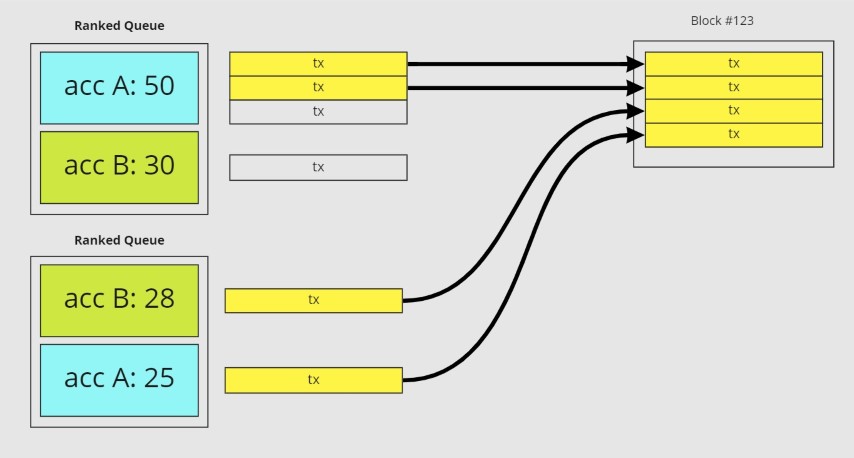 Ranked Queue
Block #123
acc A: 50
tx
tx
tx
acc B: 30
tx
tx
tx
tx
tx
Ranked Queue
acc B: 28
tx
acc A: 25
tx